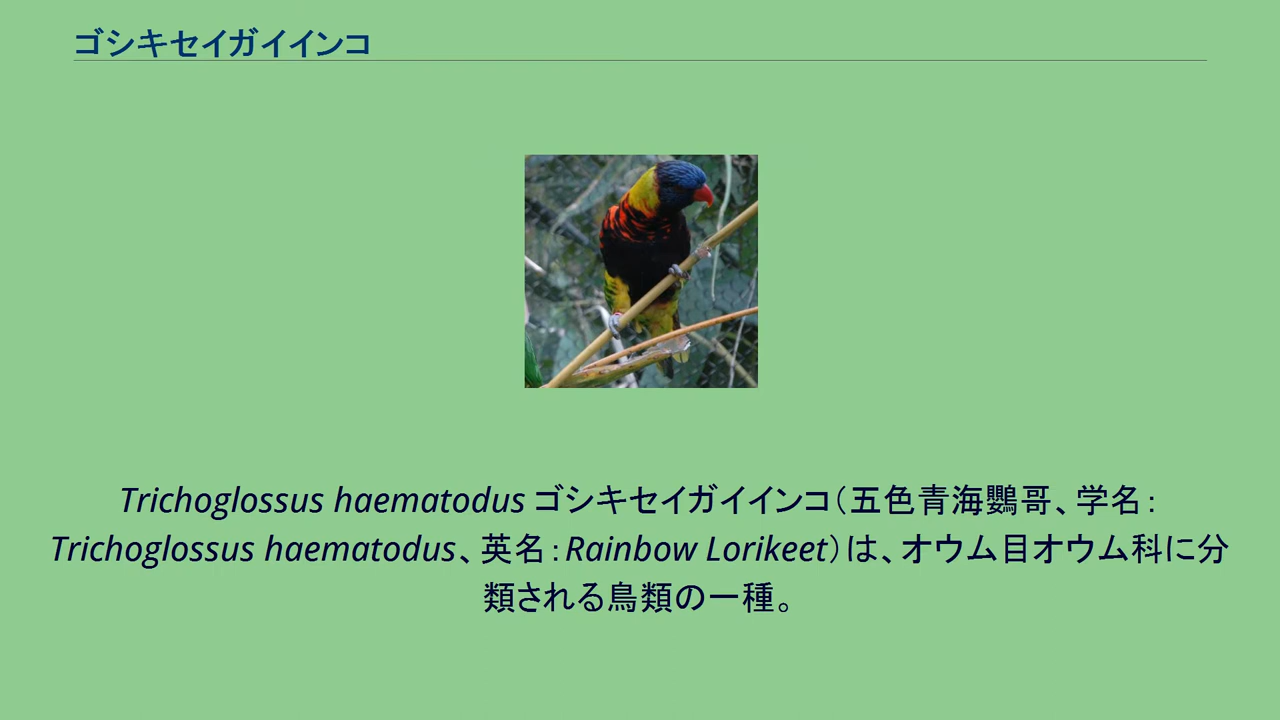 ゴシキセイガイインコ
Trichoglossus haematodus ゴシキセイガイインコ（五色青海鸚哥、学名：
Trichoglossus haematodus、英名：Rainbow Lorikeet）は、オウム目オウム科に分
類される鳥類の一種。